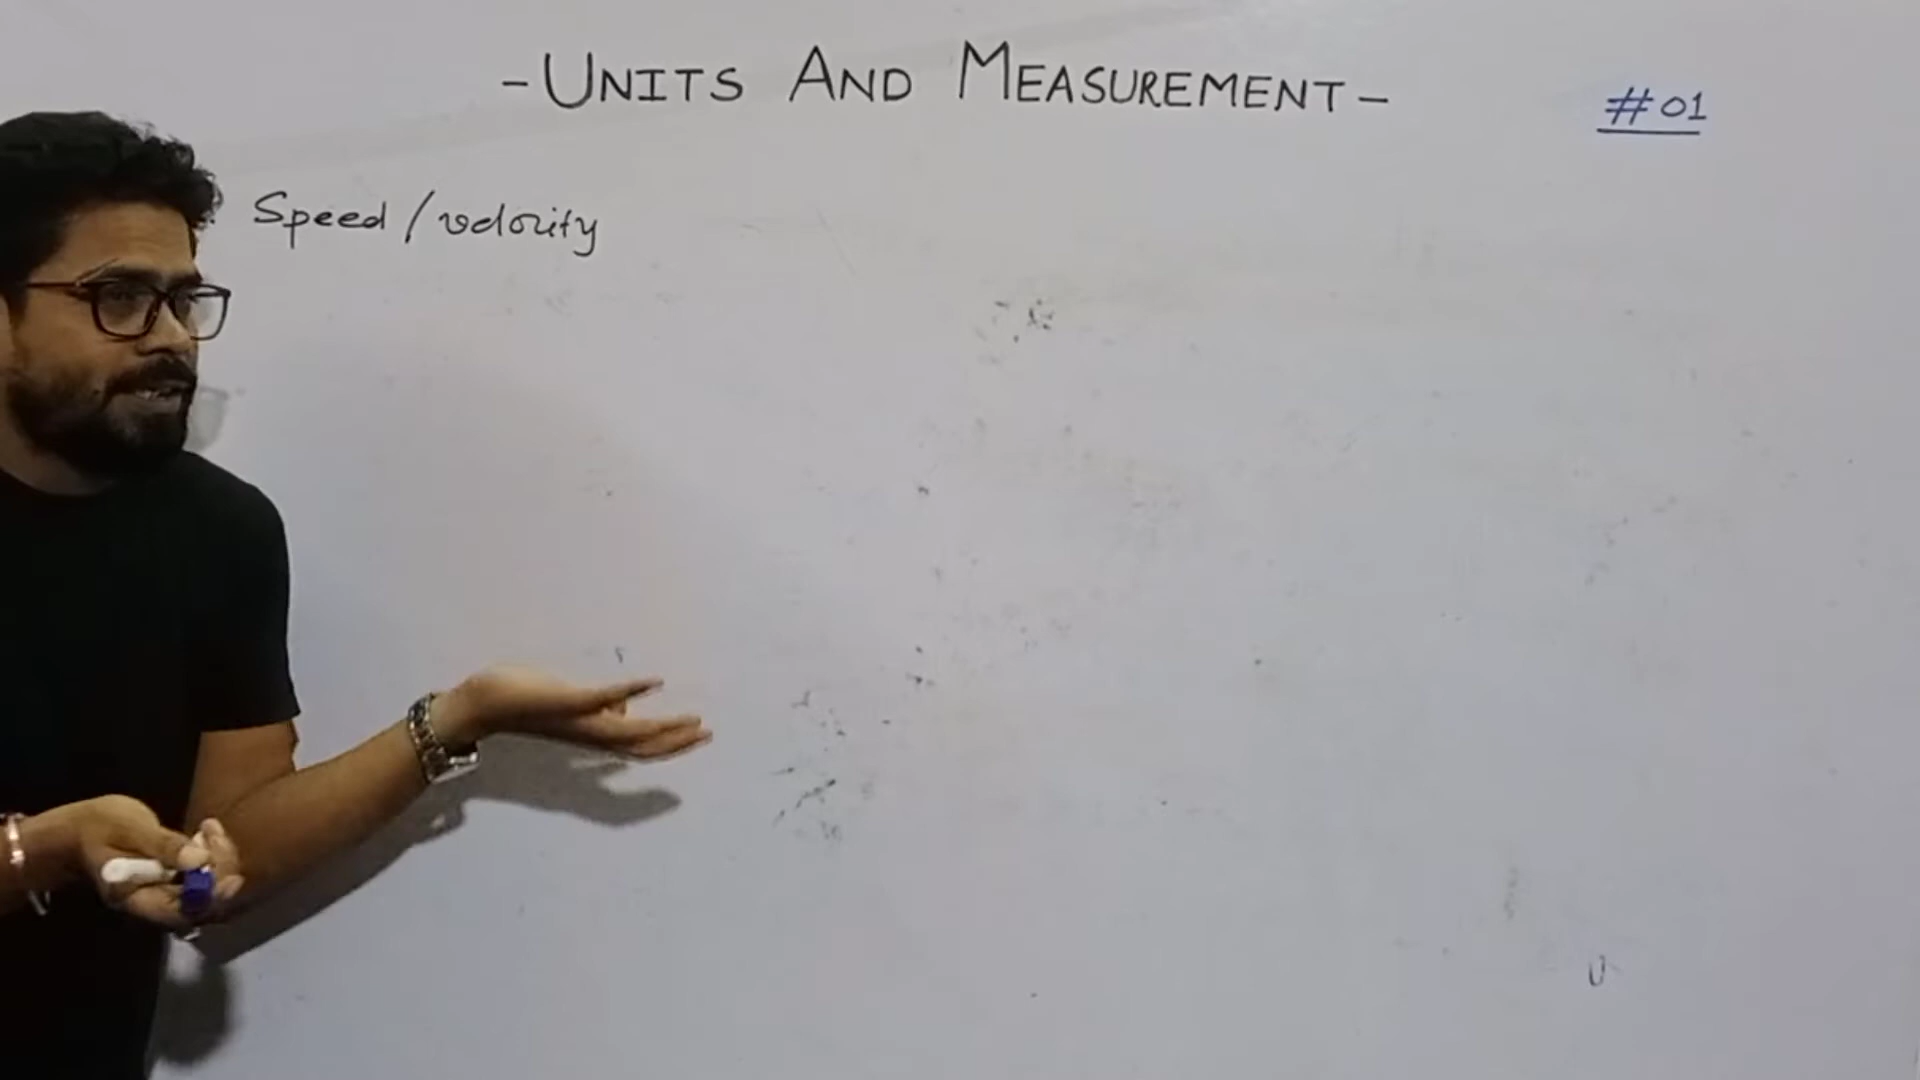 - UNITS AND MEASUREMENT -
#01
Speed / velocity